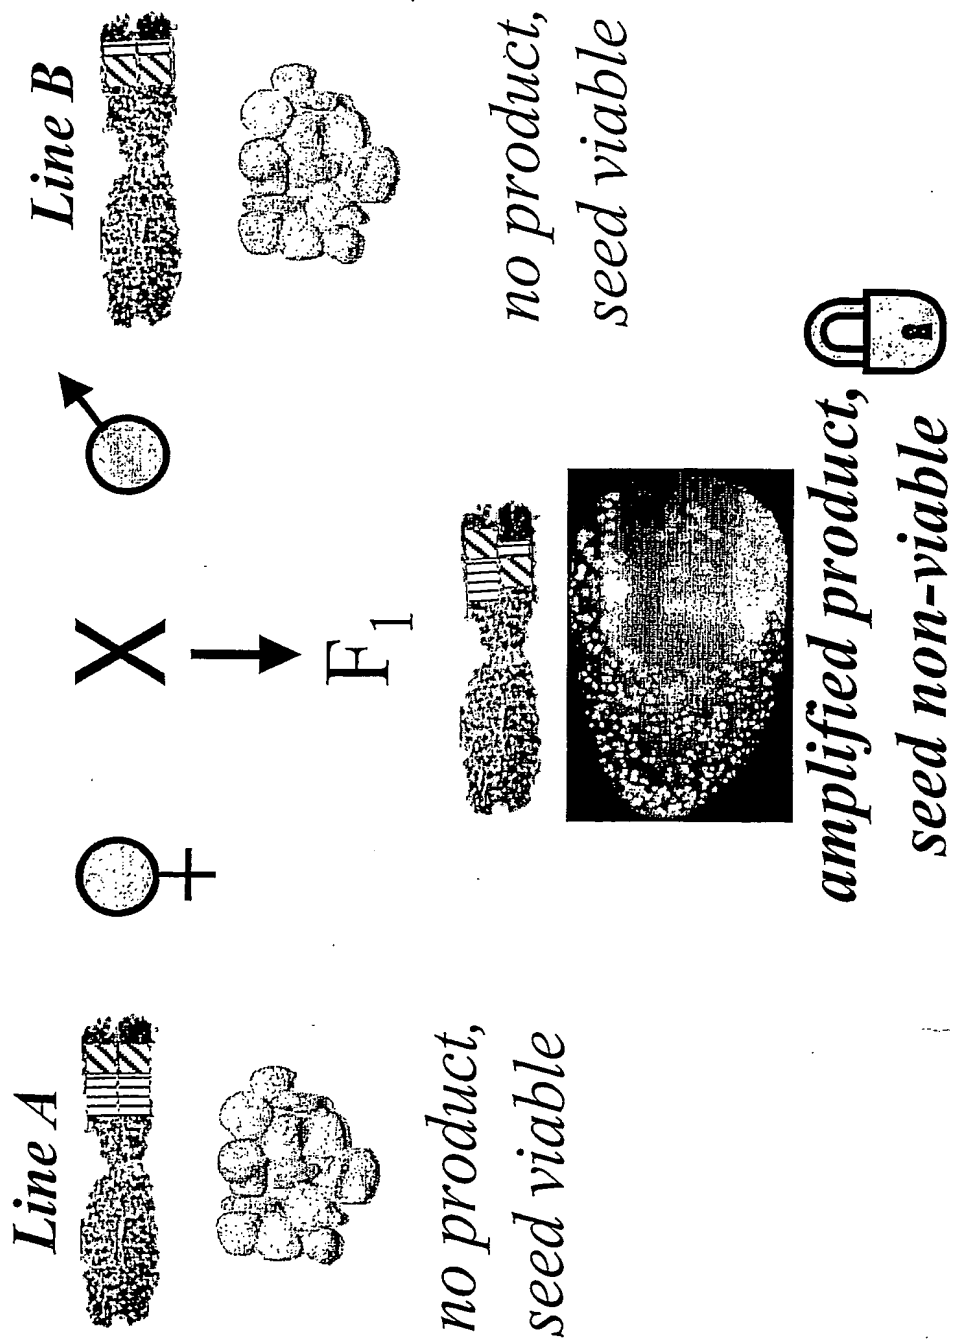 Line A
Line B
X
F1
no product,
seed viable
no product,
seed viable
amplified product,
seed non-viable